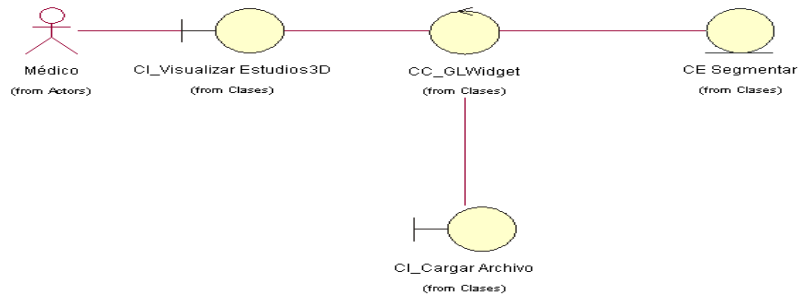 Médico
(from Actors)
CI_Visualizar Estudios3D
(from Clases)
CC_GLWidget
(from Clases)
CE Segmentar
(from Clases)
CI_Cargar Archivo
(from Clases)